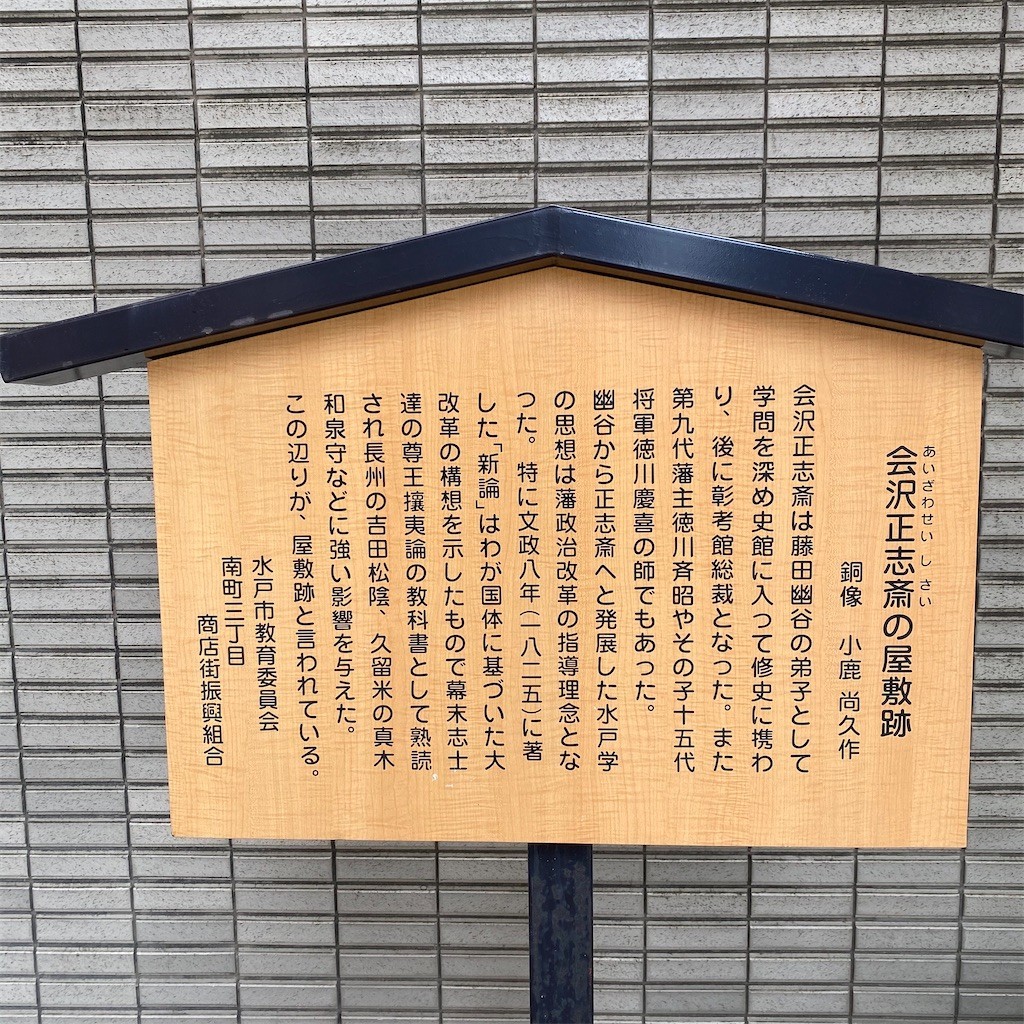 あいざわせいしさい
会沢正志斎の屋敷跡
銅像 小鹿 尚久作
会沢正志斎は藤田幽谷の弟子として
学問を深め史館に入って修史に携わ
り、後に彰考館総裁となった。また
第九代藩主徳川斉昭やその子十五代
将軍徳川慶喜の師でもあった。
幽谷から正志斎へと発展した水戸学
の思想は藩政治改革の指導理念とな
った。特に文政八年(一八二五)に著
した「新論」はわが国体に基づいた大
改革の構想を示したもので幕末志士
達の尊王攘夷論の教科書として熟読
され長州の吉田松陰、久留米の真木
和泉守などに強い影響を与えた。
この辺りが、屋敷跡と言われている。
水戸市教育委員会
南町三丁目
商店街振興組合